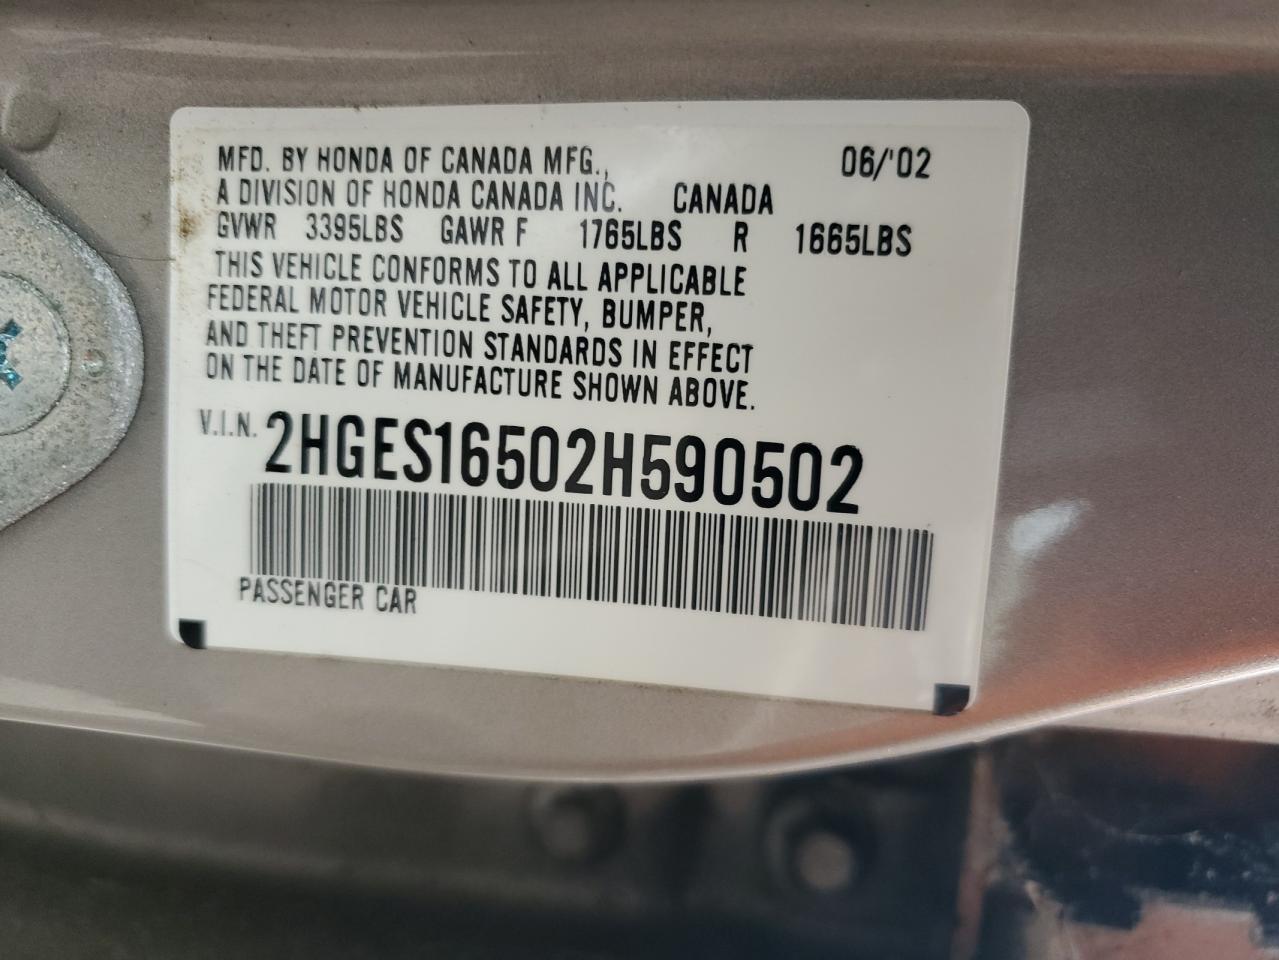 MFD. BY HONDA OF CANADA MFG., 06/'02
A DIVISION OF HONDA CANADA INC. CANADA
GVWR 3395LBS GAWR F 1765LBS R 1665LBS
THIS VEHICLE CONFORMS TO ALL APPLICABLE
FEDERAL MOTOR VEHICLE SAFETY, BUMPER,
AND THEFT PREVENTION STANDARDS IN EFFECT
ON THE DATE OF MANUFACTURE SHOWN ABOVE.
V.I.N. 2HGES16502H590502
PASSENGER CAR